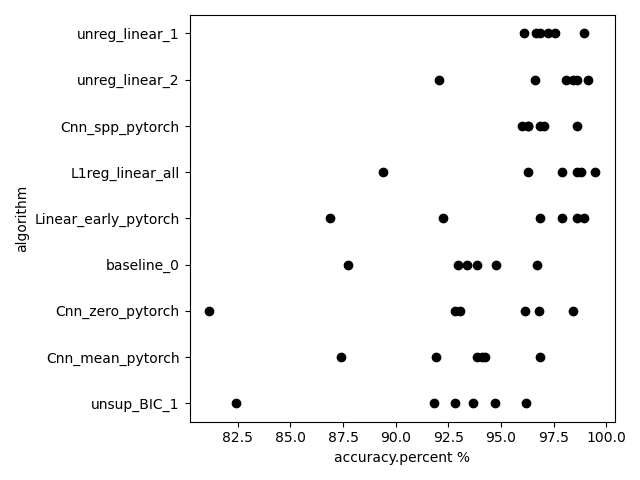 unreg_linear_1
unreg_linear_2
Cnn_spp_pytorch
L1reg_linear_all
Linear_early_pytorch
baseline_0
Cnn_zero_pytorch
Cnn_mean_pytorch
unsup_BIC_1
algorithm
82.5 85.0 87.5 90.0 92.5 95.0 97.5 100.0
accuracy.percent %